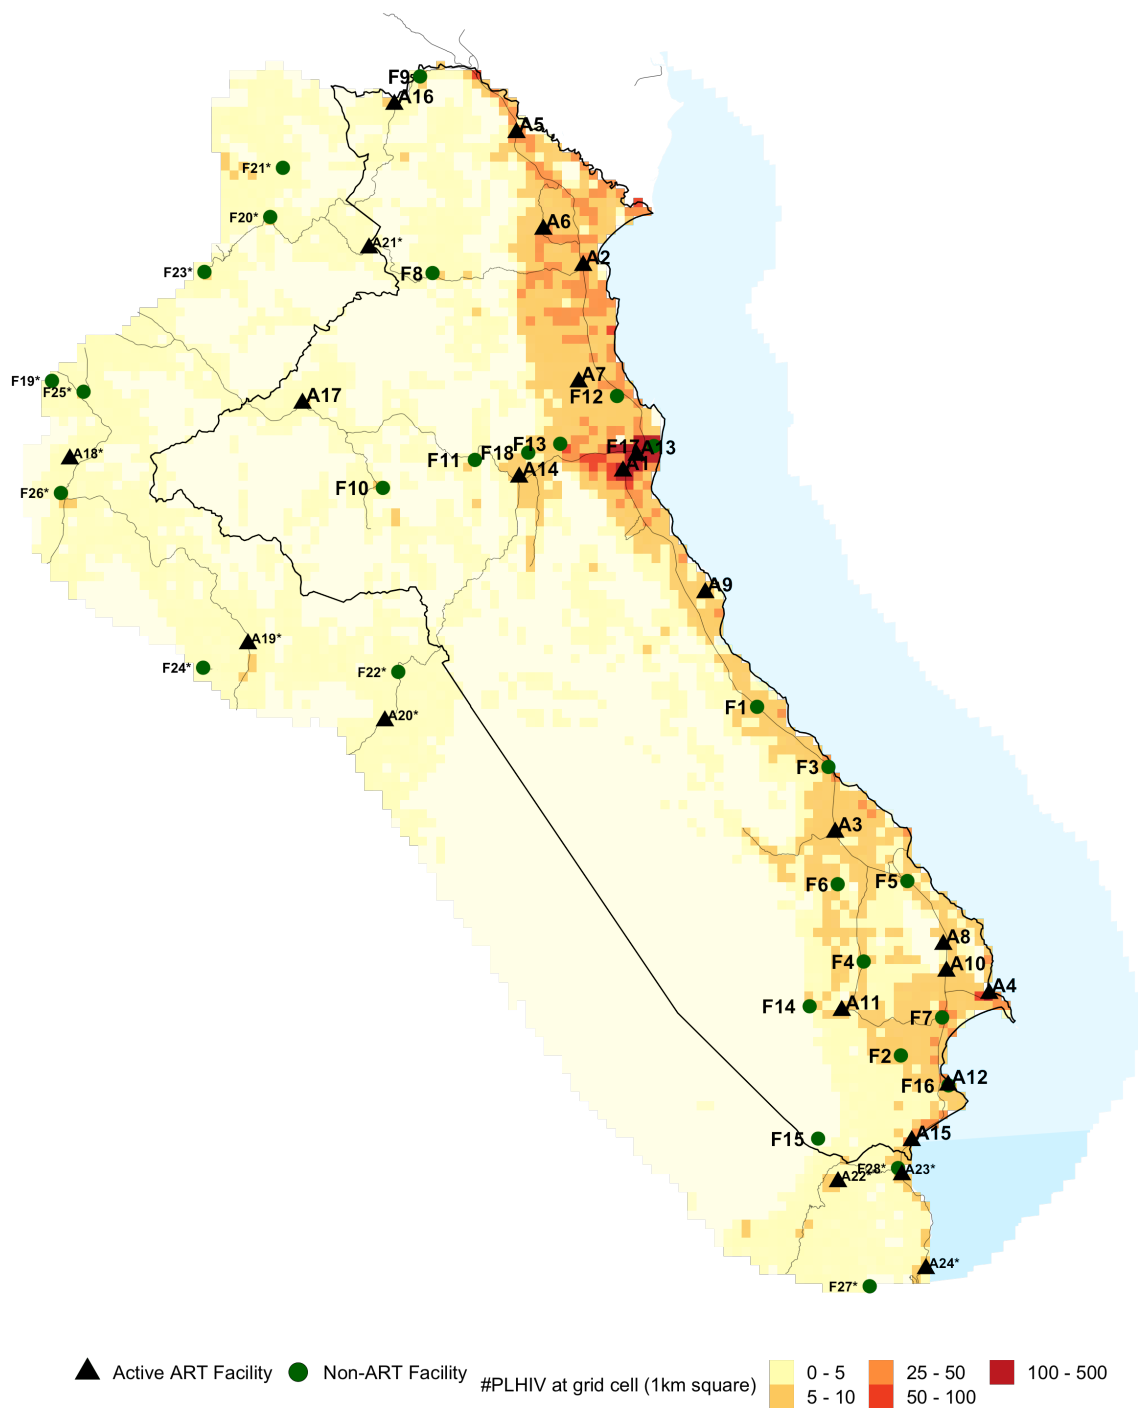 F9
A16
A5
F21*
F20*
A6
A21*
A2
F23*
F8
F19*
F25*
A7
A17
F12
F13
F17
A13
A18*
F18
F11
A14
A1
F26*
F10
A9
A19*
F24*
F22*
A20*
F1
F3
A3
F6
F5
A8
F4
A10
A4
F14
A11
F7
F2
A12
F16
A15
F15
F28*
A23*
A22*
A24*
F27*
Active ART Facility
Non-ART Facility
#PLHIV at grid cell (1km square)
0 - 5
25 - 50
100 - 500
5 - 10
50 - 100